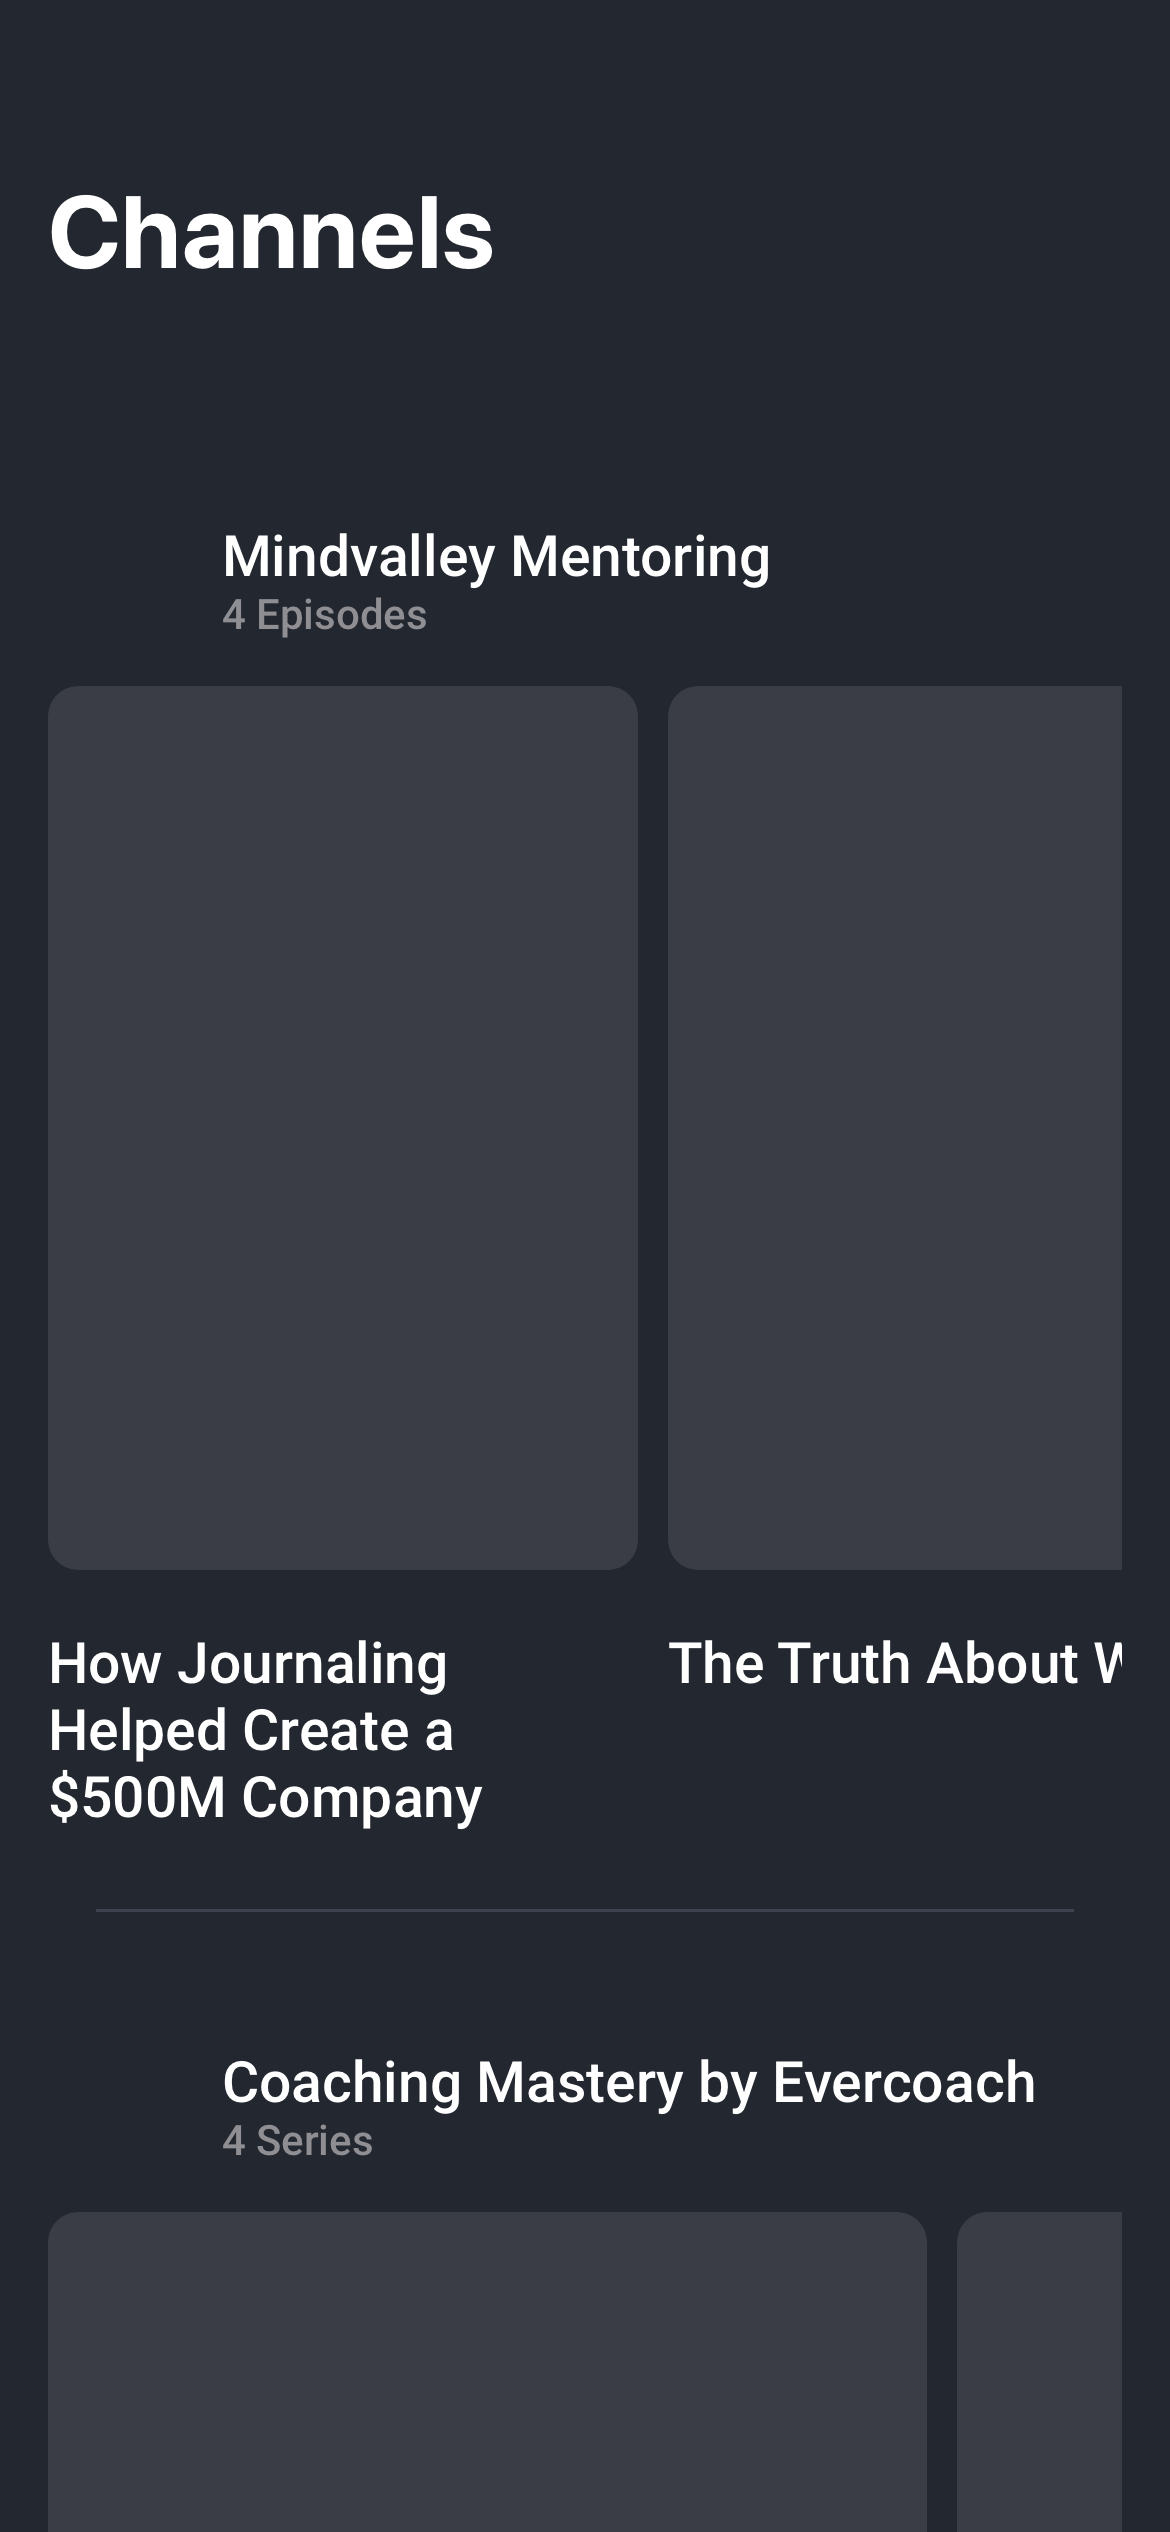 Channels
Mindvalley Mentoring
4 Episodes
How Journaling
Helped Create a
$500M Company
The Truth About
Coaching Mastery by Evercoach
4 Series